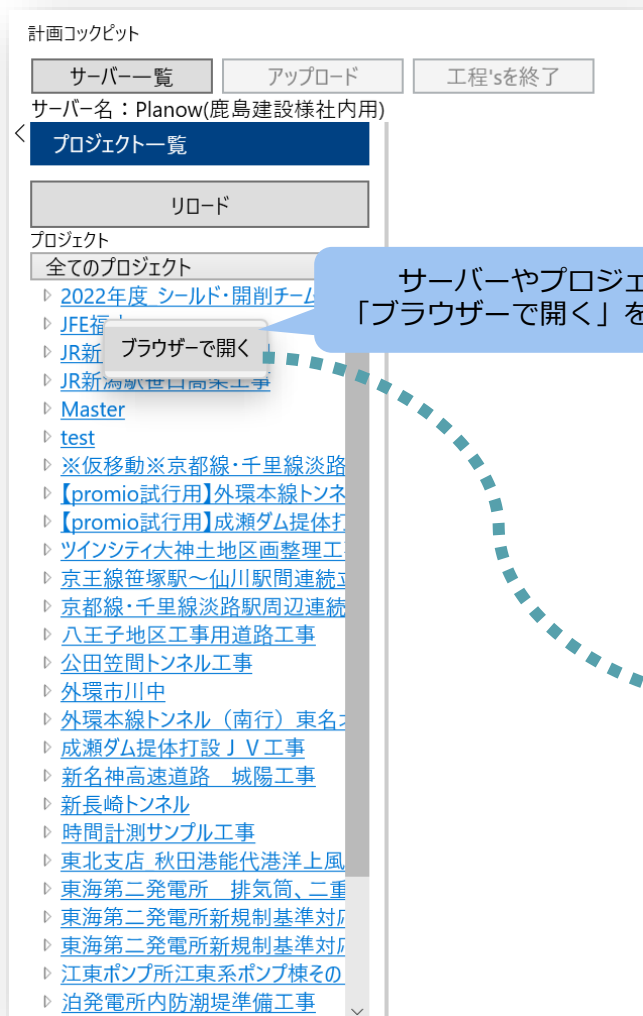 計画コックピット
サーバー一覧 アップロード 工程'sを終了
サーバー名：Planow(鹿島建設様社内用)
プロジェクト一覧
リロード
プロジェクト
全てのプロジェクト
サーバーやプロジェ
「ブラウザーで開く」を
2022年度 シールド・開削チーム
JFE福
ブラウザーで開く
JR新
JR新潟駅笹口高架工事
Master
test
※仮移動※京都線・千里線淡路
【promio試行用】外環本線トンネ
【promio試行用】成瀬ダム提体打
ツインシティ大神土地区画整理工
京王線笹塚駅～仙川駅間連続立
京都線・千里線淡路駅周辺連続
八王子地区工事用道路工事
公田笠間トンネル工事
外環市川中
外環本線トンネル（南行）東名
成瀬ダム提体打設ＪＶ工事
新名神高速道路　城陽工事
新長崎トンネル
時間計測サンプル工事
東北支店 秋田港能代港洋上風
東海第二発電所　排気筒、二重
東海第二発電所新規制基準対応
東海第二発電所新規制基準対応
江東ポンプ所江東系ポンプ棟その
泊発電所内防潮堤準備工事